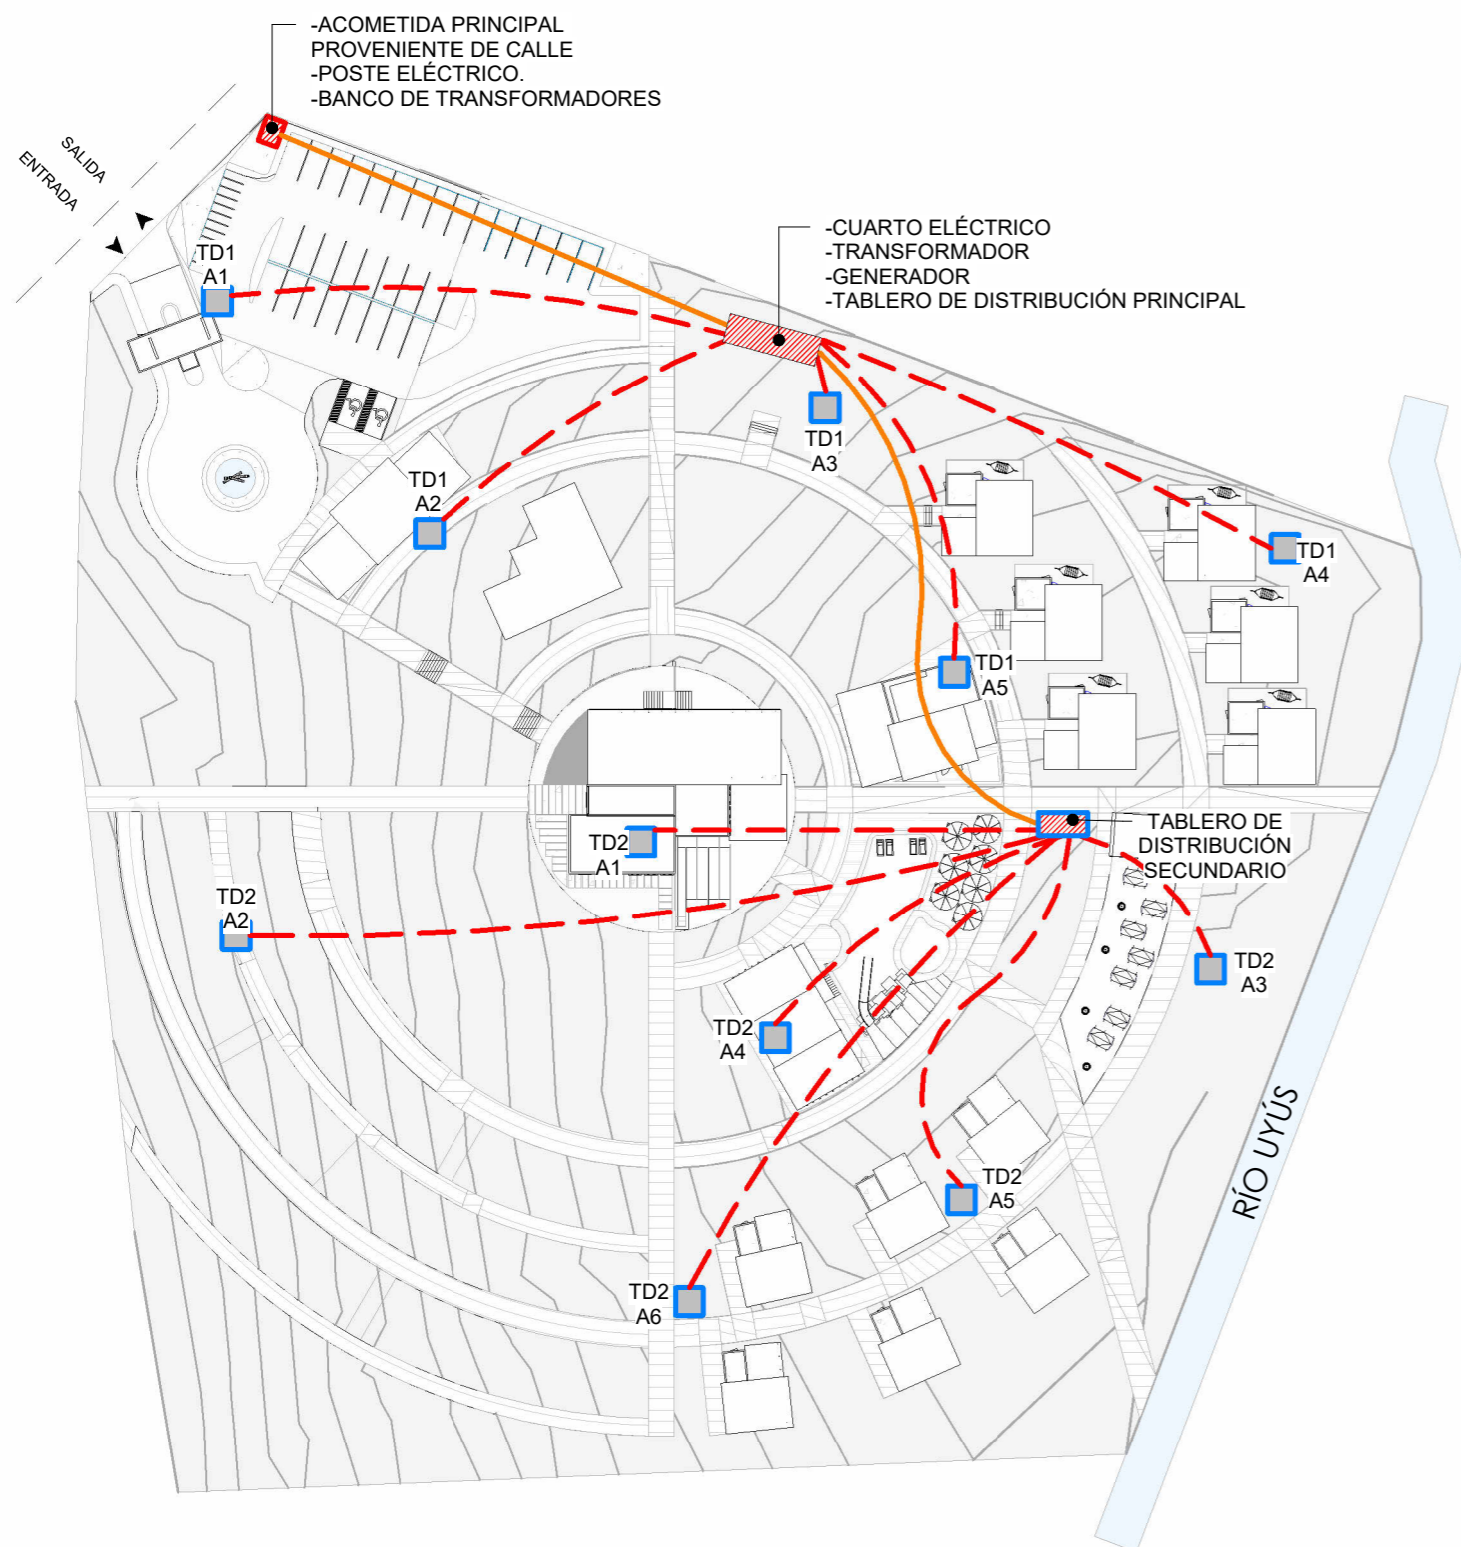 -ACOMETIDA PRINCIPAL
PROVENIENTE DE CALLE
-POSTE ELÉCTRICO.
-BANCO DE TRANSFORMADORES
SALIDA
ENTRADA
-CUARTO ELÉCTRICO
-TRANSFORMADOR
-GENERADOR
-TABLERO DE DISTRIBUCIÓN PRINCIPAL
TD1
A1
TD1
A3
TD1
A2
TD1
A4
TD1
A5
TABLERO DE
DISTRIBUCIÓN
SECUNDARIO
TD2
A1
TD2
A2
TD2
A3
TD2
A4
TD2
A5
TD2
A6
RÍO UYÚS